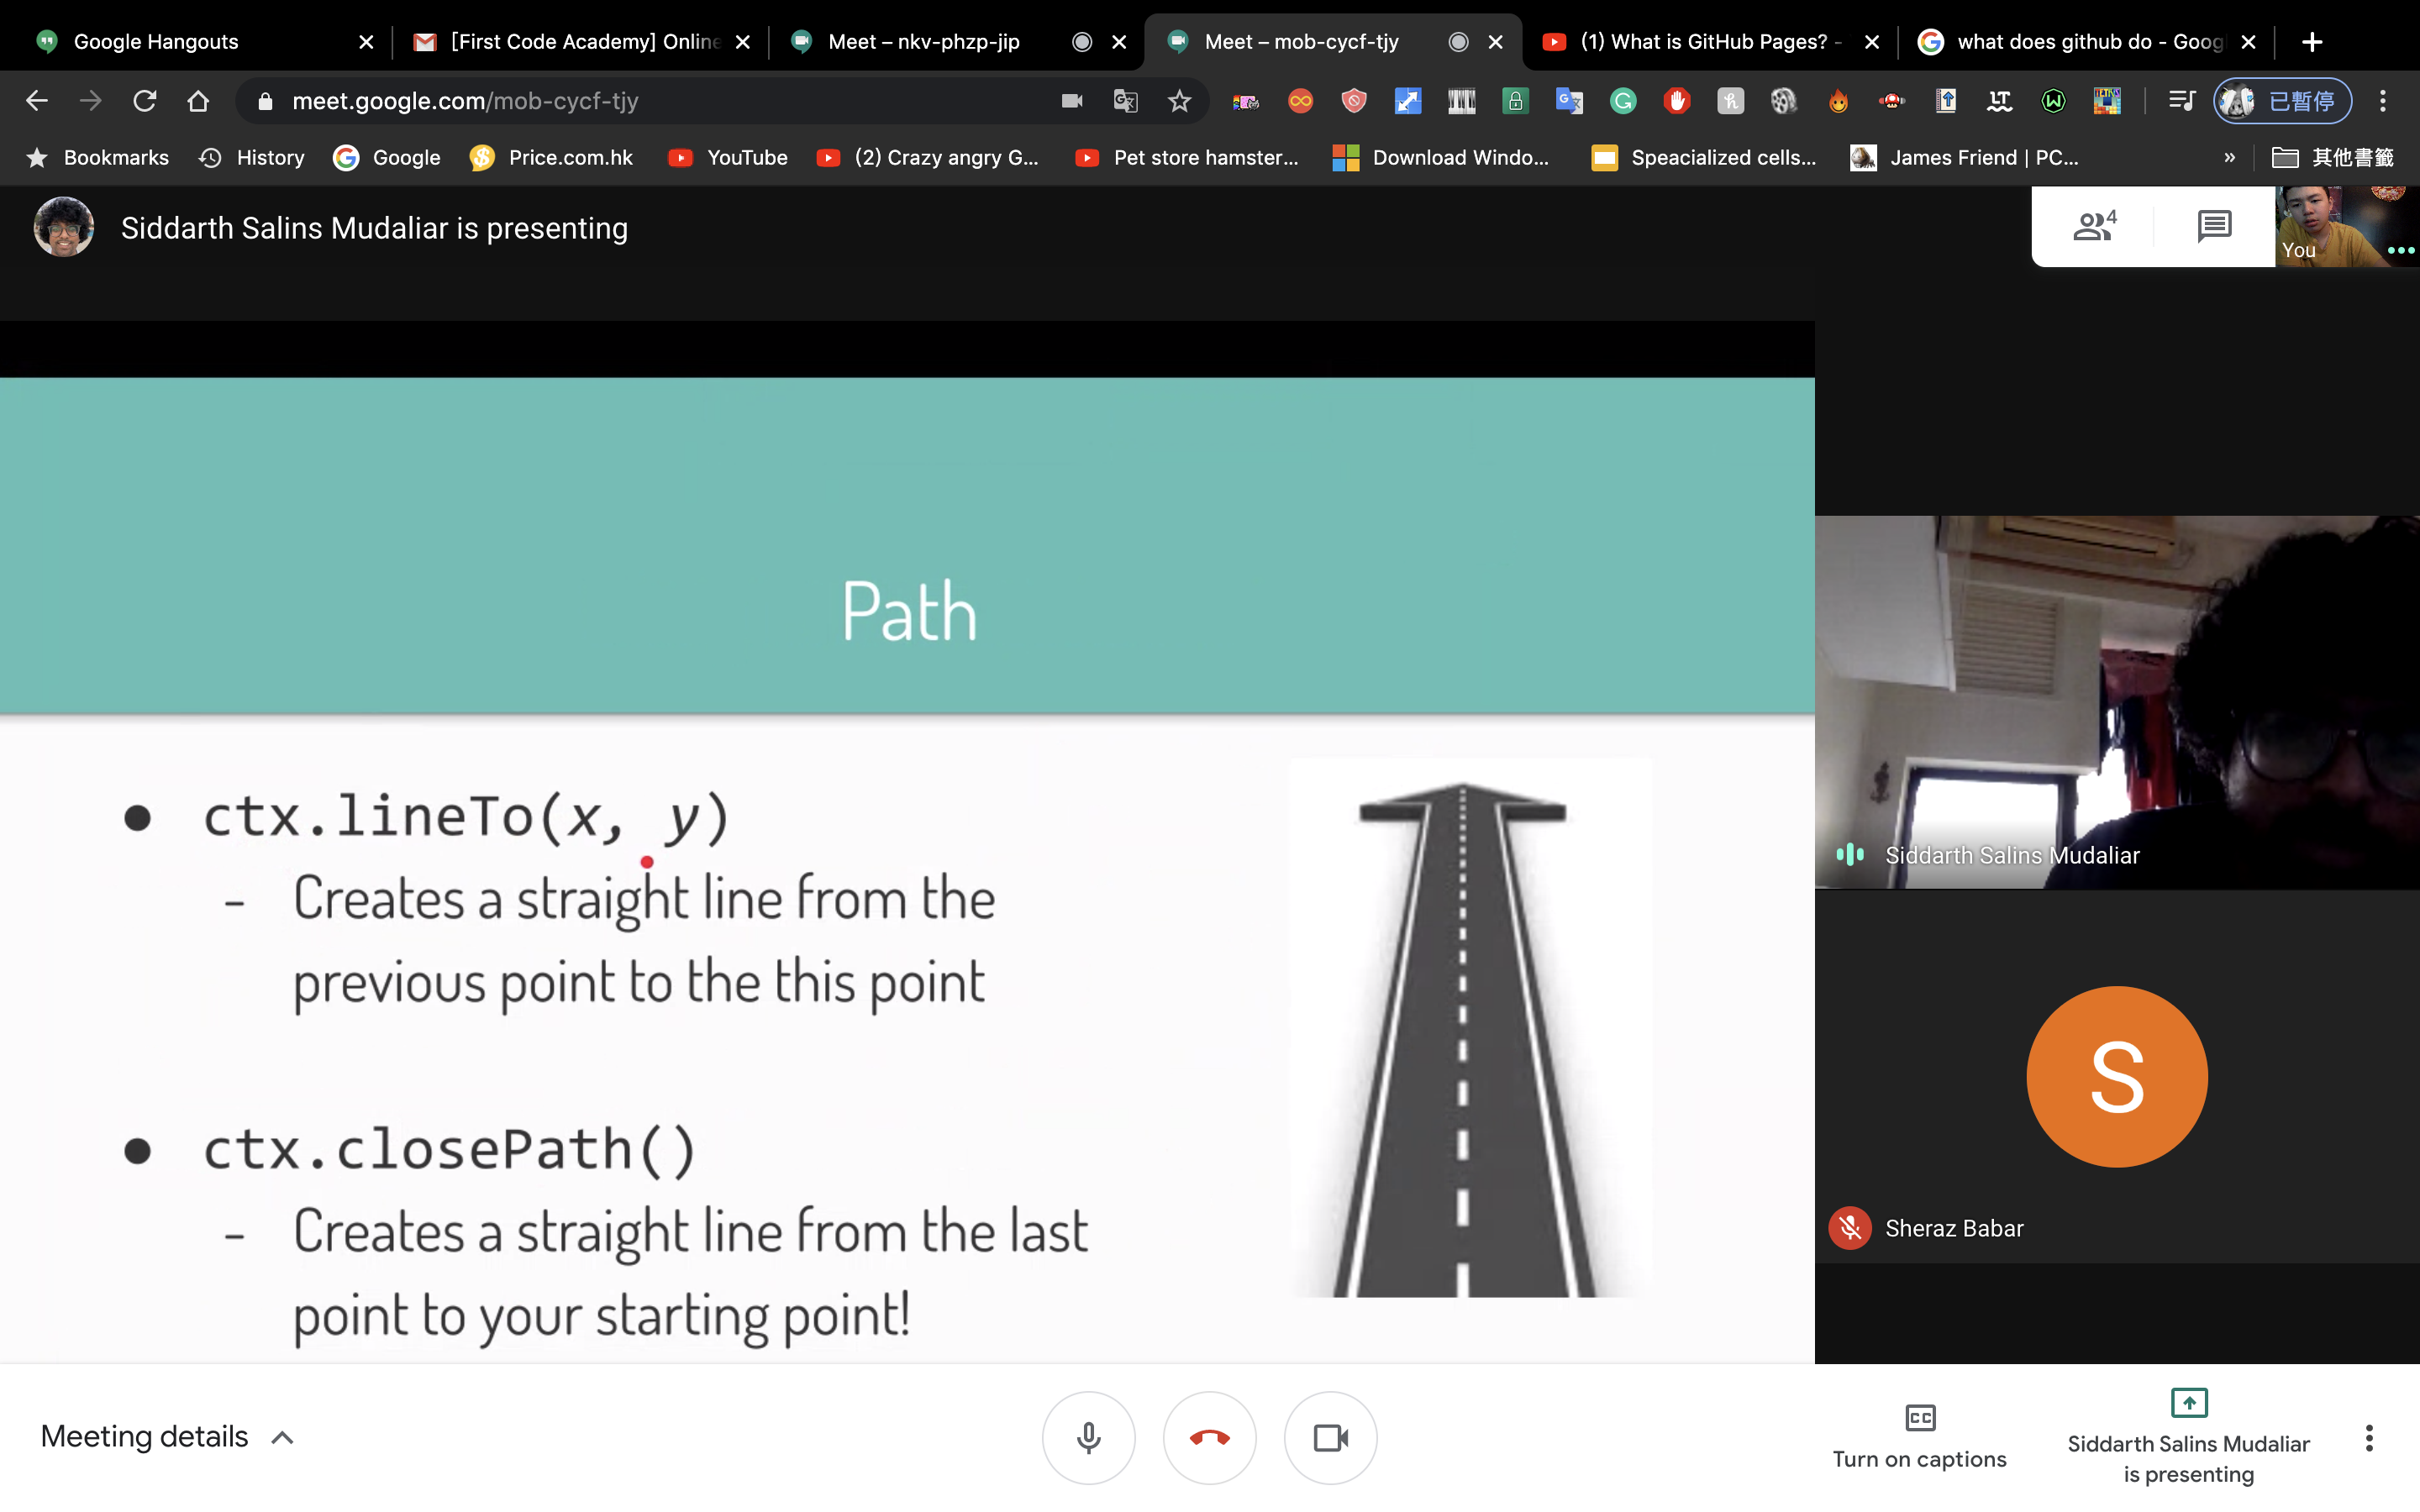 Google Hangouts
[First Code Academy] Online
Meet – nkv-phzp-jip
Meet – mob-cycf-tjy
(1) What is GitHub Pages? -
what does github do - Goog
meet.google.com/mob-cycf-tjy
已暫停
Bookmarks
History
Google
Price.com.hk
YouTube
(2) Crazy angry G...
Pet store hamster...
Download Windo...
Speacialized cells...
James Friend | PC...
»
其他書籤
Siddarth Salins Mudaliar is presenting
4
You
Path
ctx.lineTo(x, y)
- Creates a straight line from the
previous point to the this point
ctx.closePath()
- Creates a straight line from the last
point to your starting point!
Siddarth Salins Mudaliar
S
Sheraz Babar
Meeting details
CC
Turn on captions
Siddarth Salins Mudaliar
is presenting